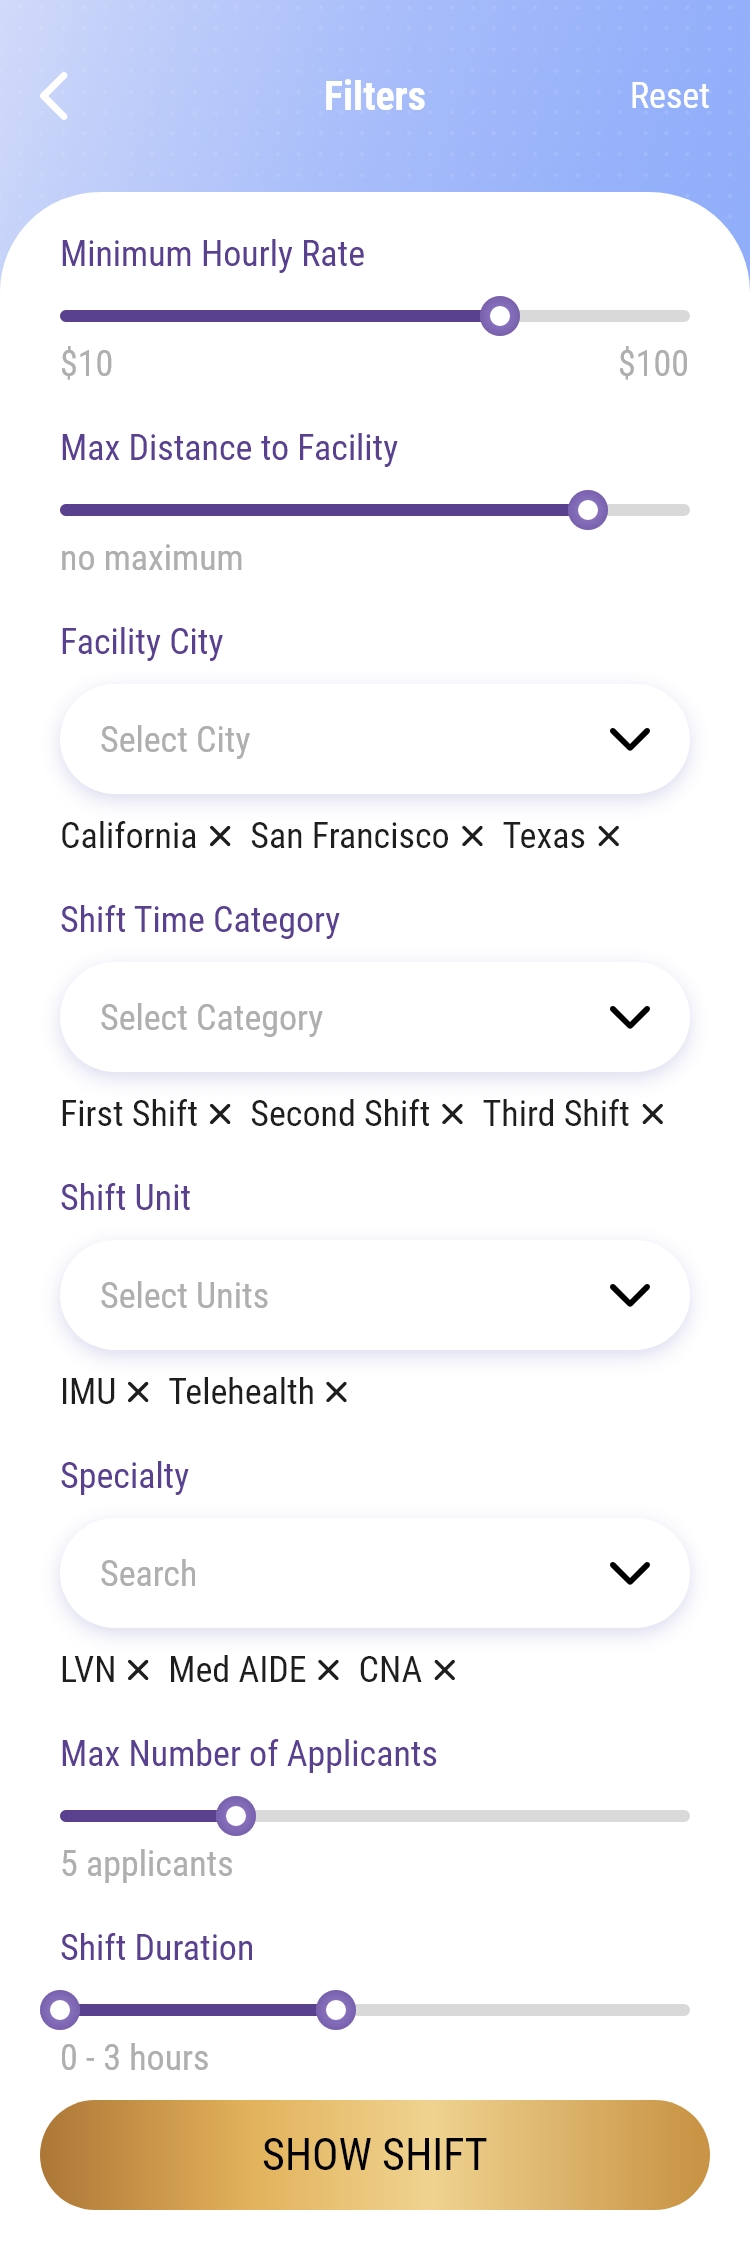 Filters
Reset
Minimum Hourly Rate
$10
$100
Max Distance to Facility
no maximum
Facility City
Select City
California San Francisco Texas
Shift Time Category
Select Category
First Shift Second Shift Third Shift
Shift Unit
Select Units
IMU Telehealth
Specialty
Search
LVN Med AIDE CNA
Max Number of Applicants
5 applicants
Shift Duration
0 - 3 hours
SHOW SHIFT